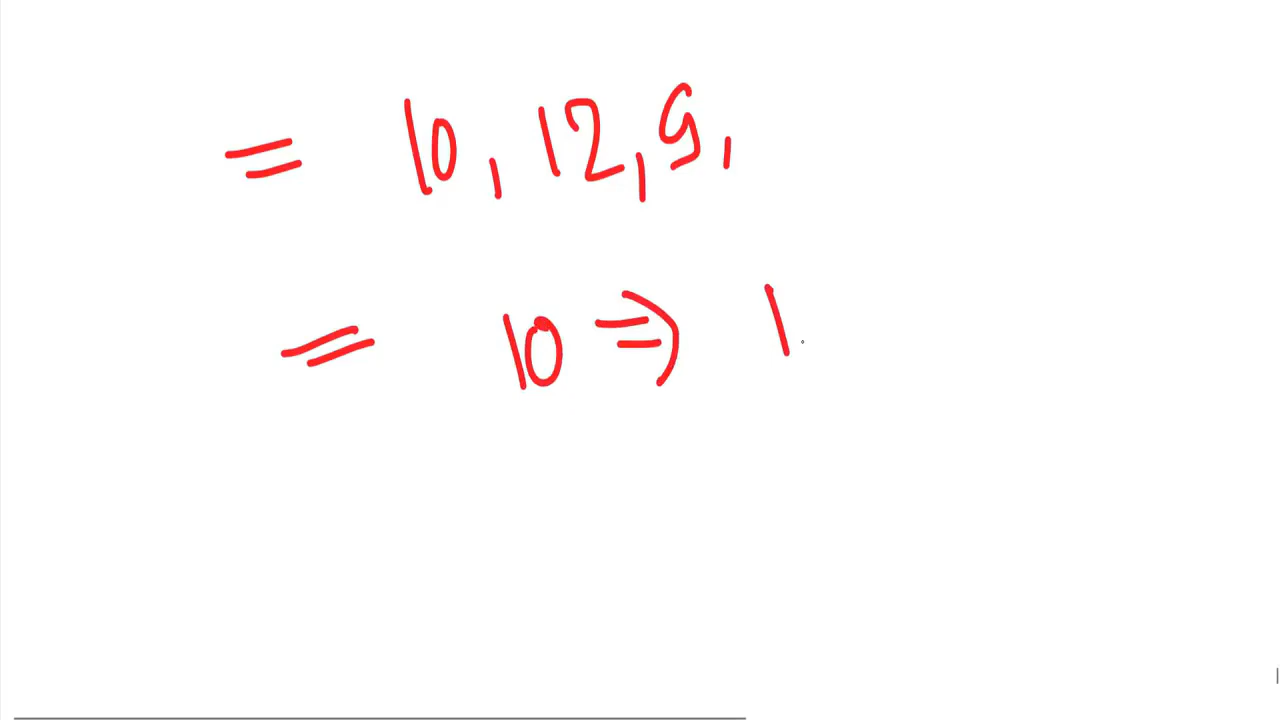 = 10, 12, 9,
= 10 ⇒ 1